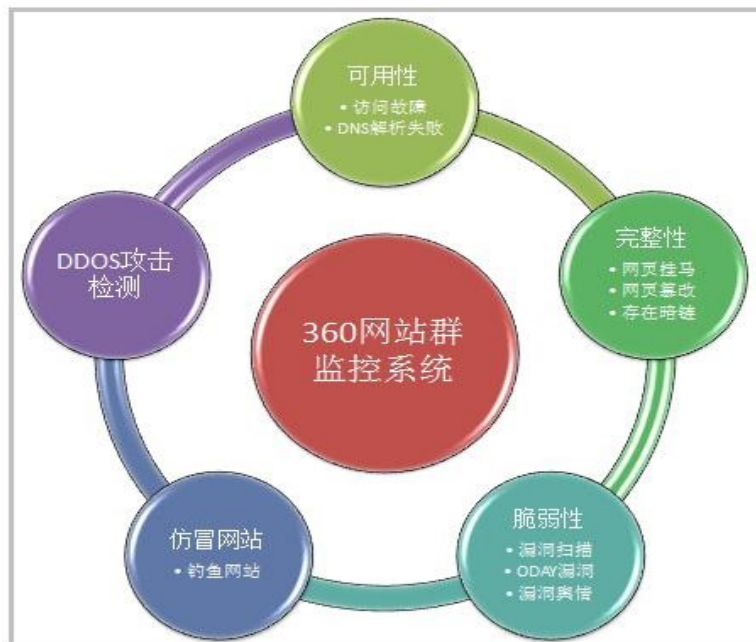 可用性
• 访问故障
• DNS解析失败
完整性
• 网页挂马
• 网页篡改
• 存在暗链
脆弱性
• 漏洞扫描
• 0DAY漏洞
• 漏洞舆情
仿冒网站
• 钓鱼网站
DDOS攻击
检测
360网站群
监控系统